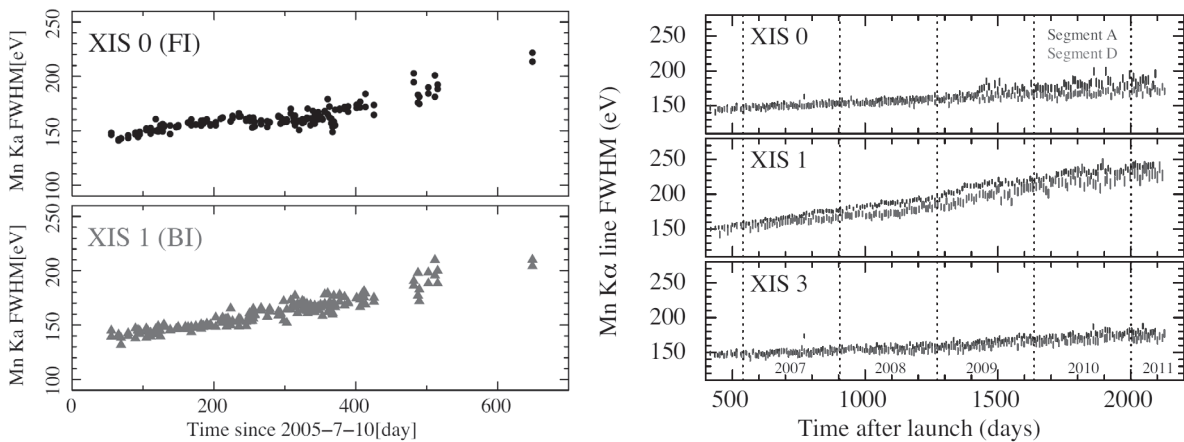 XIS 0 (FI)
Mn Ka FWHM[eV]
100 150 200 250
XIS 1 (BI)
Mn Ka FWHM[eV]
100 150 200 250
0 200 400 600
Time since 2005-7-10[day]
XIS 0
Segment A
Segment D
150 200 250
XIS 1
150 200 250
XIS 3
150 200 250
2007 2008 2009 2010 2011
Mn Kα line FWHM (eV)
500 1000 1500 2000
Time after launch (days)